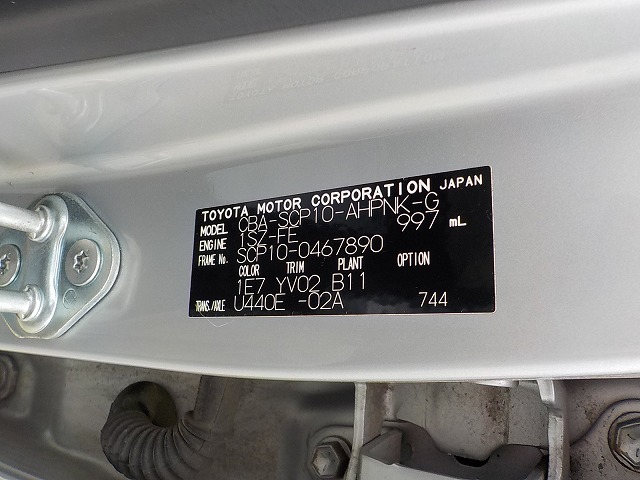 TOYOTA MOTOR CORPORATION JAPAN
MODEL CBA-SCP10-AHPNK-G
ENGINE 1SZ-FE 997 mL
FRAME No. SCP10-0467890
COLOR TRIM PLANT OPTION
1E7 YV02 B11
TRANS./AXLE U440E -02A 744